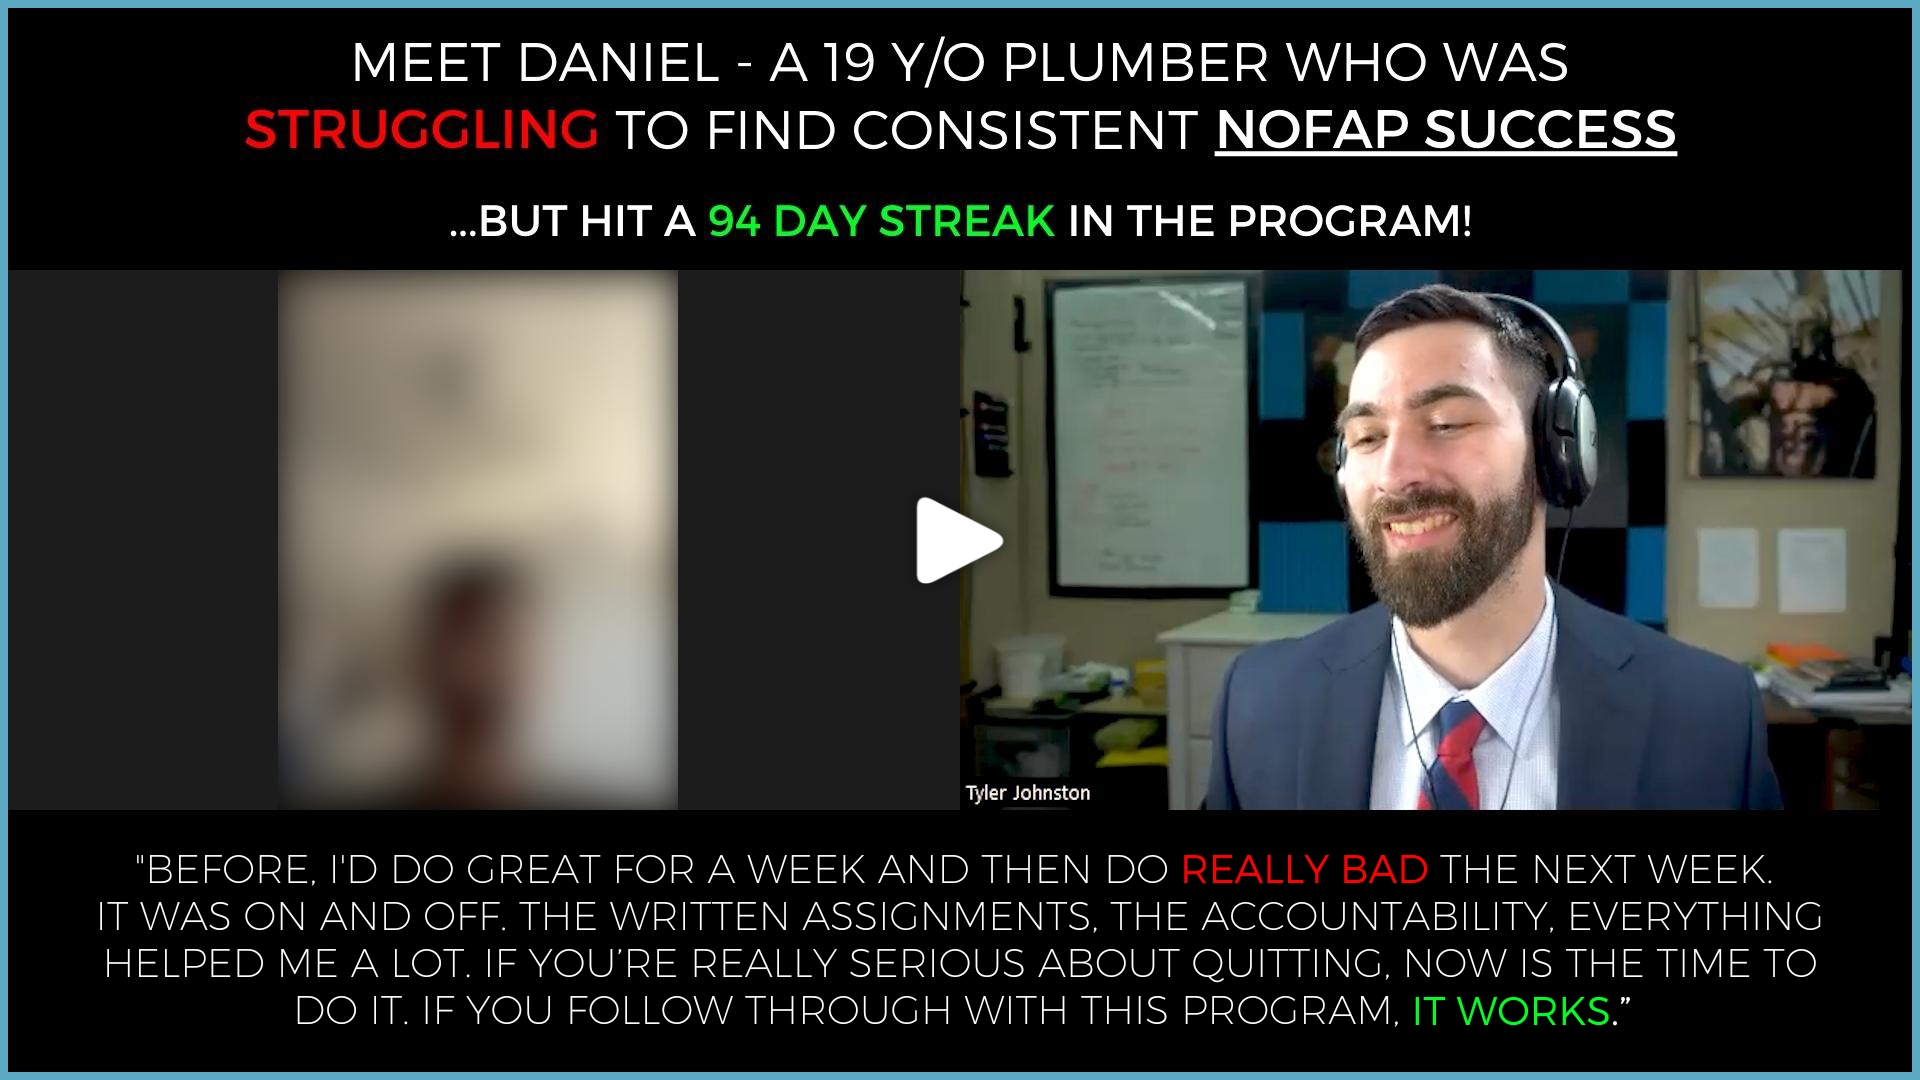 MEET DANIEL - A 19 Y/O PLUMBER WHO WAS
STRUGGLING TO FIND CONSISTENT NOFAP SUCCESS
...BUT HIT A 94 DAY STREAK IN THE PROGRAM!
Tyler Johnston
"BEFORE, I'D DO GREAT FOR A WEEK AND THEN DO REALLY BAD THE NEXT WEEK.
IT WAS ON AND OFF. THE WRITTEN ASSIGNMENTS, THE ACCOUNTABILITY, EVERYTHING
HELPED ME A LOT. IF YOU’RE REALLY SERIOUS ABOUT QUITTING, NOW IS THE TIME TO
DO IT. IF YOU FOLLOW THROUGH WITH THIS PROGRAM, IT WORKS.”